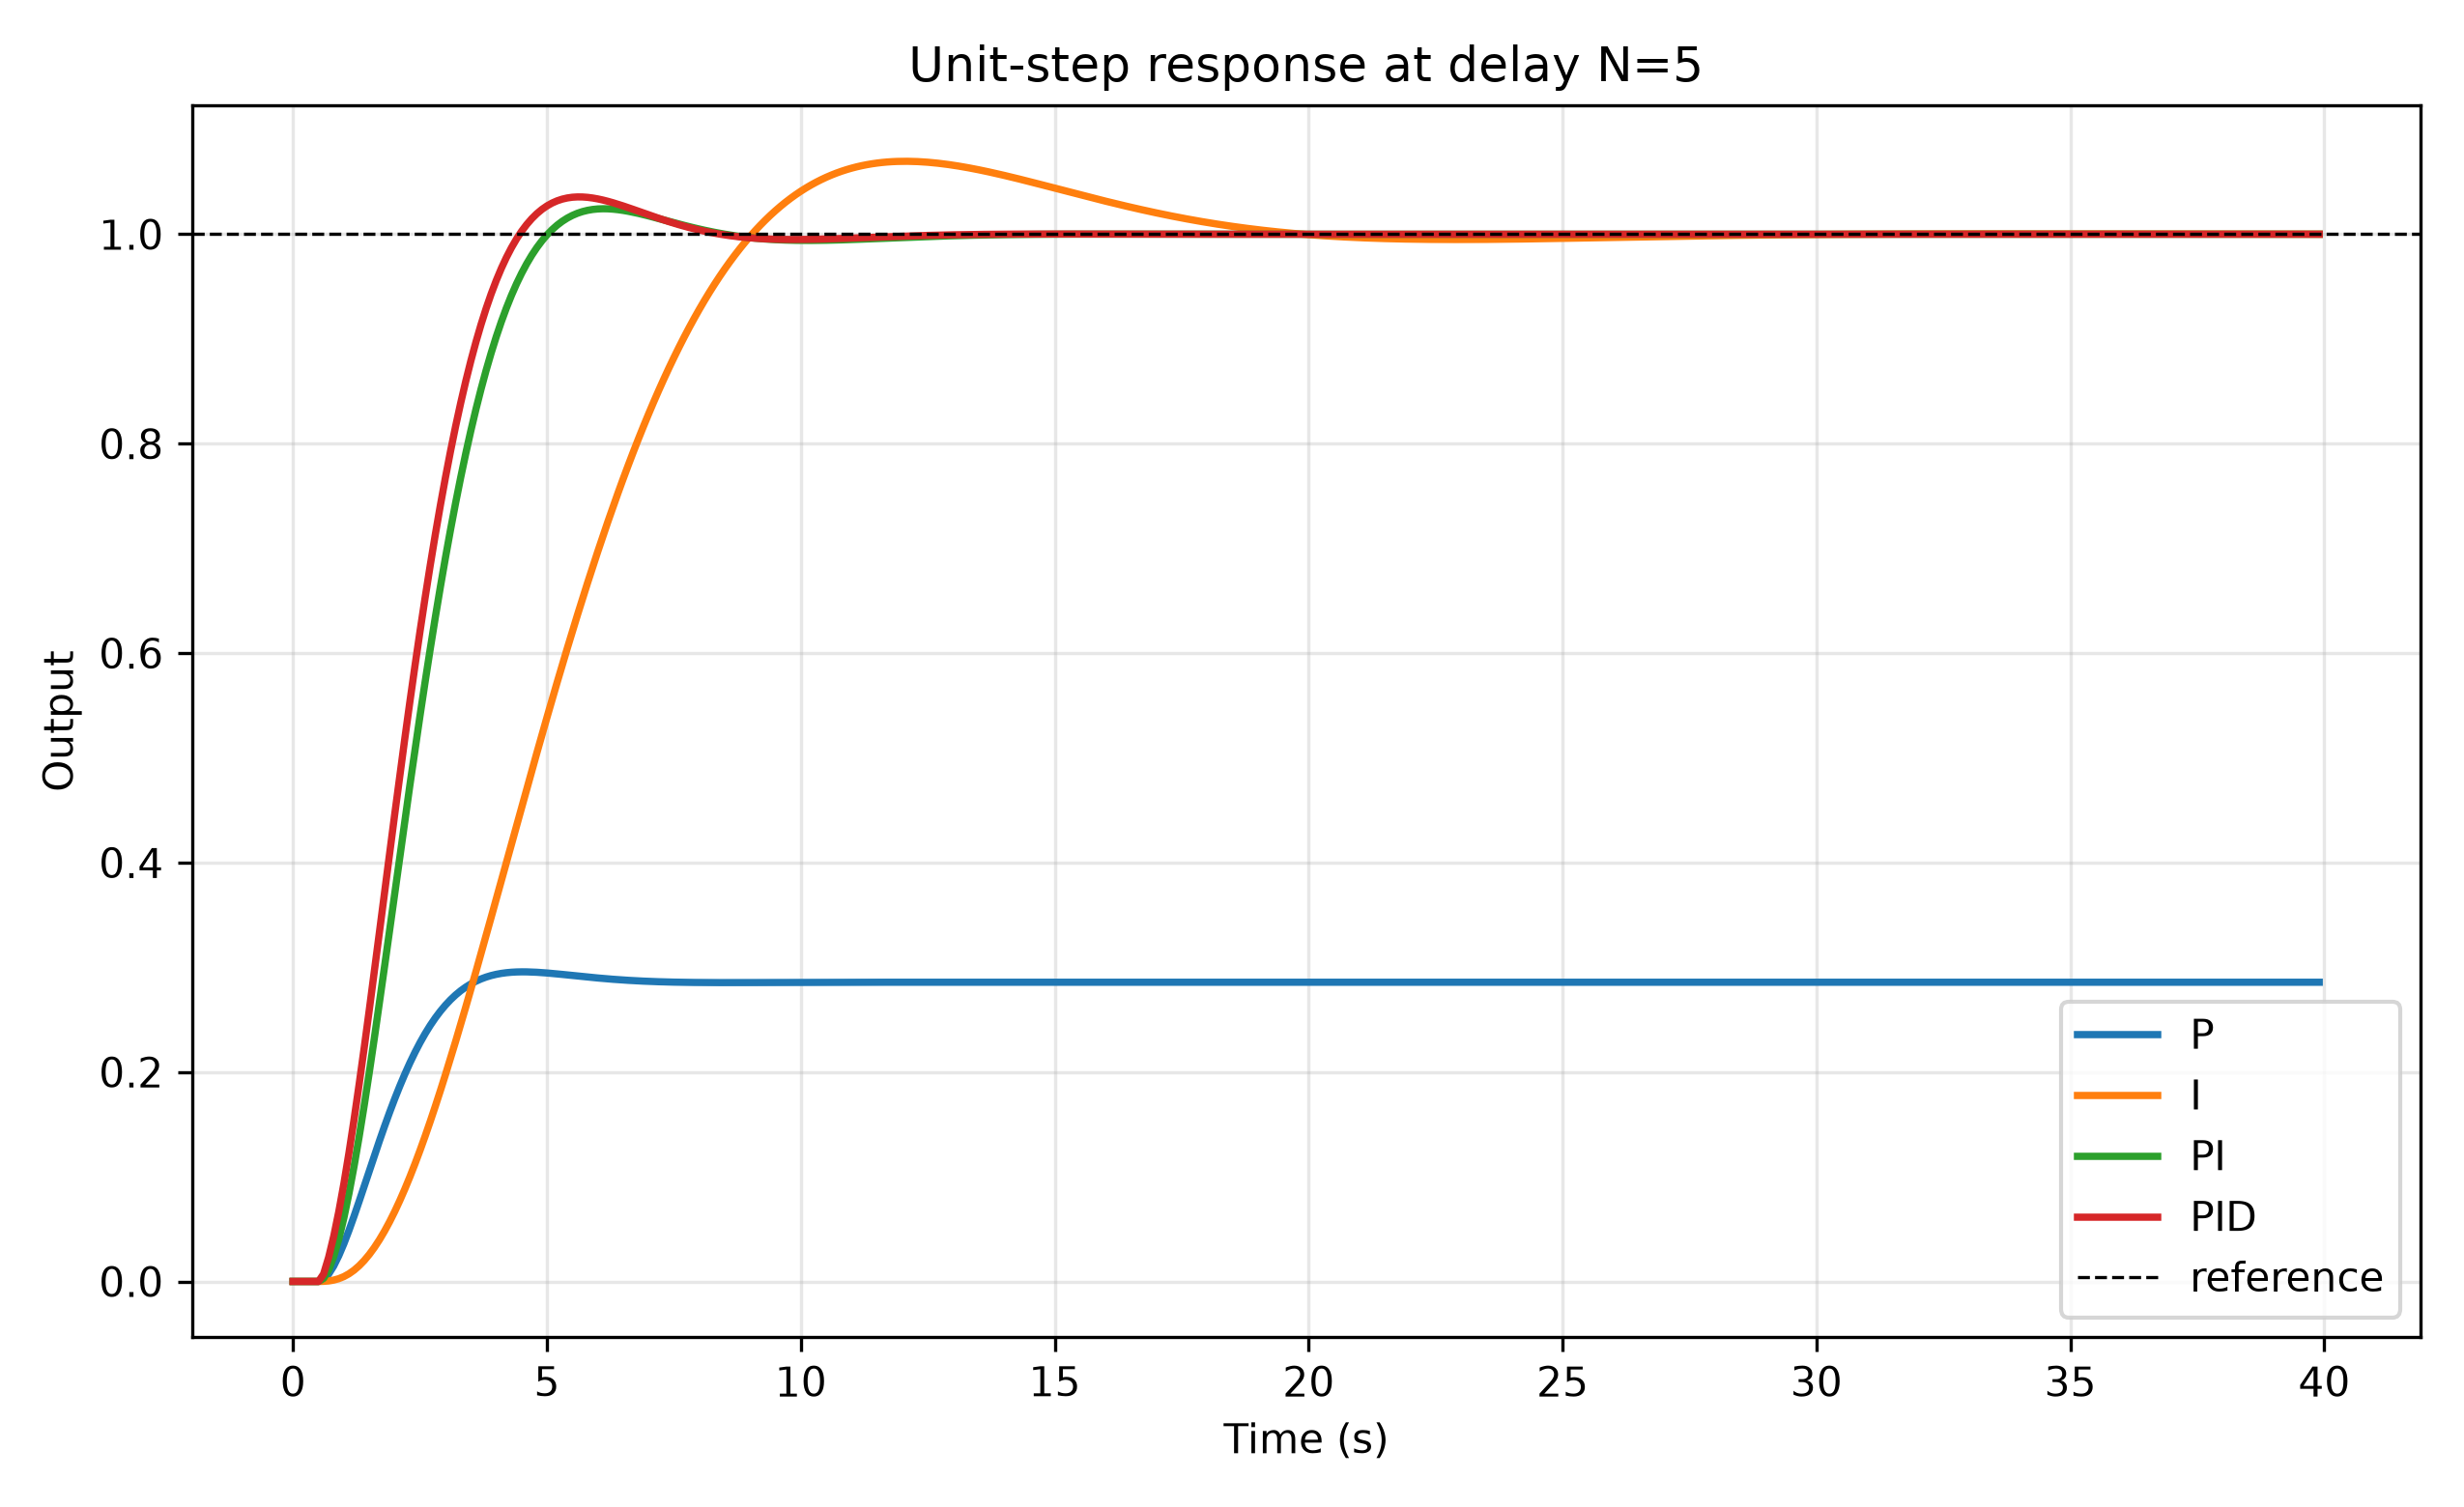 Unit-step response at delay N=5
Output
1.0
0.8
0.6
0.4
0.2
0.0
P
I
PI
PID
reference
0 5 10 15 20 25 30 35 40
Time (s)